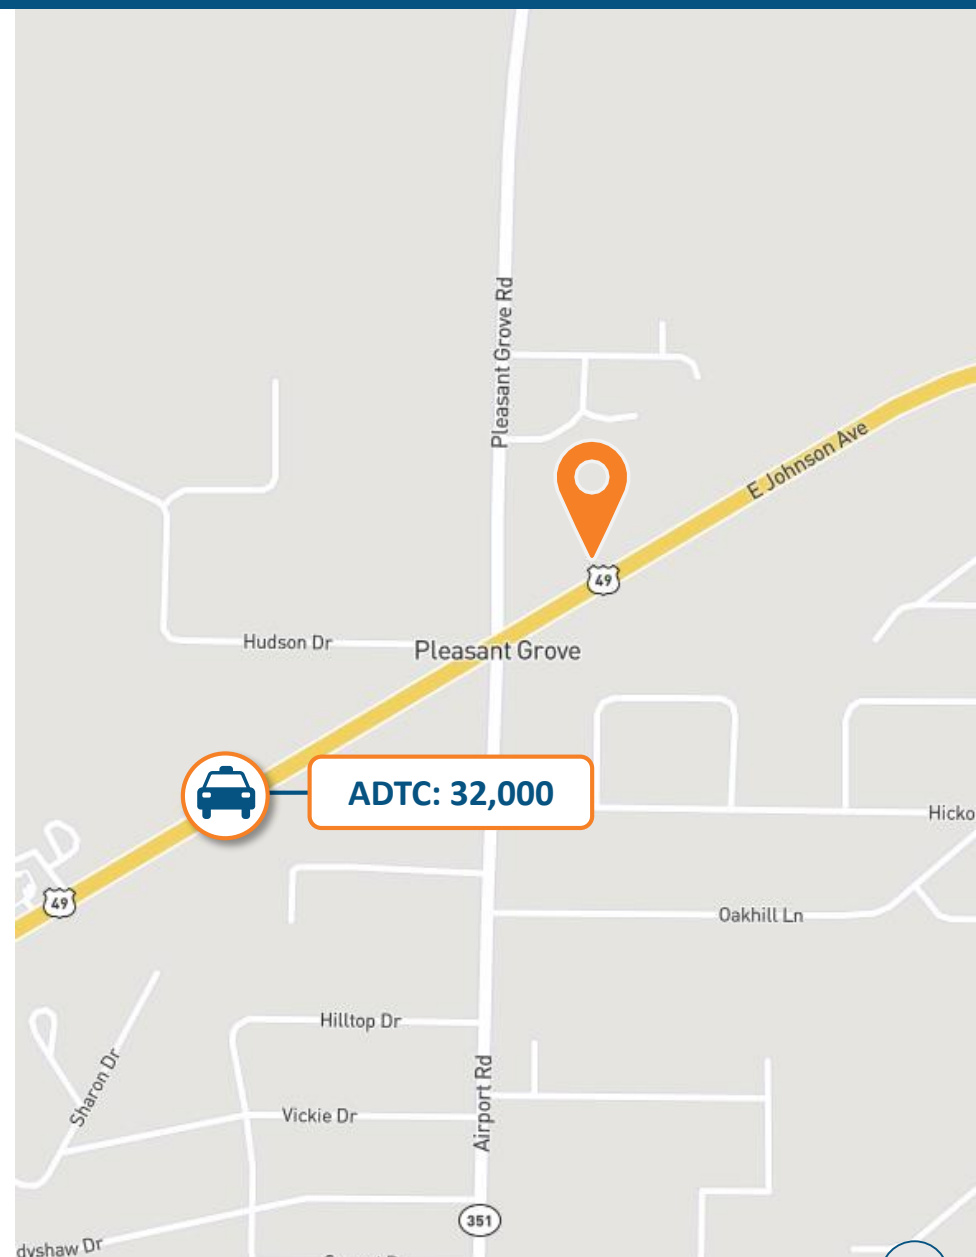 Pleasant Grove Rd
E Johnson Ave
49
Hudson Dr
Pleasant Grove
ADTC: 32,000
Hicko
49
Oakhill Ln
Hilltop Dr
Sharon Dr
Airport Rd
Vickie Dr
351
dyshaw Dr